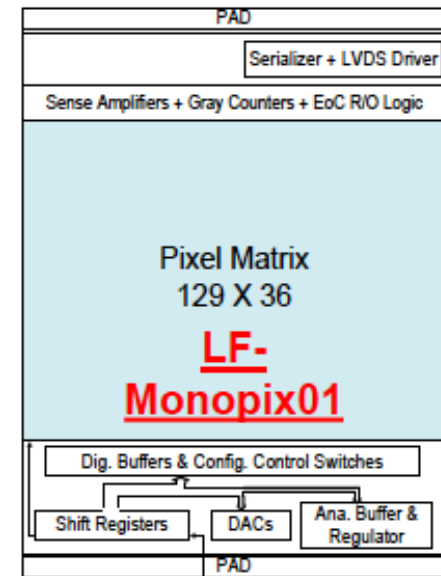 PAD
Serializer + LVDS Driver
Sense Amplifiers + Gray Counters + EoC R/O Logic
Pixel Matrix
129 X 36
LF-
Monopix01
Dig. Buffers & Config. Control Switches
Shift Registers
DACs
Ana. Buffer &
Regulator
PAD